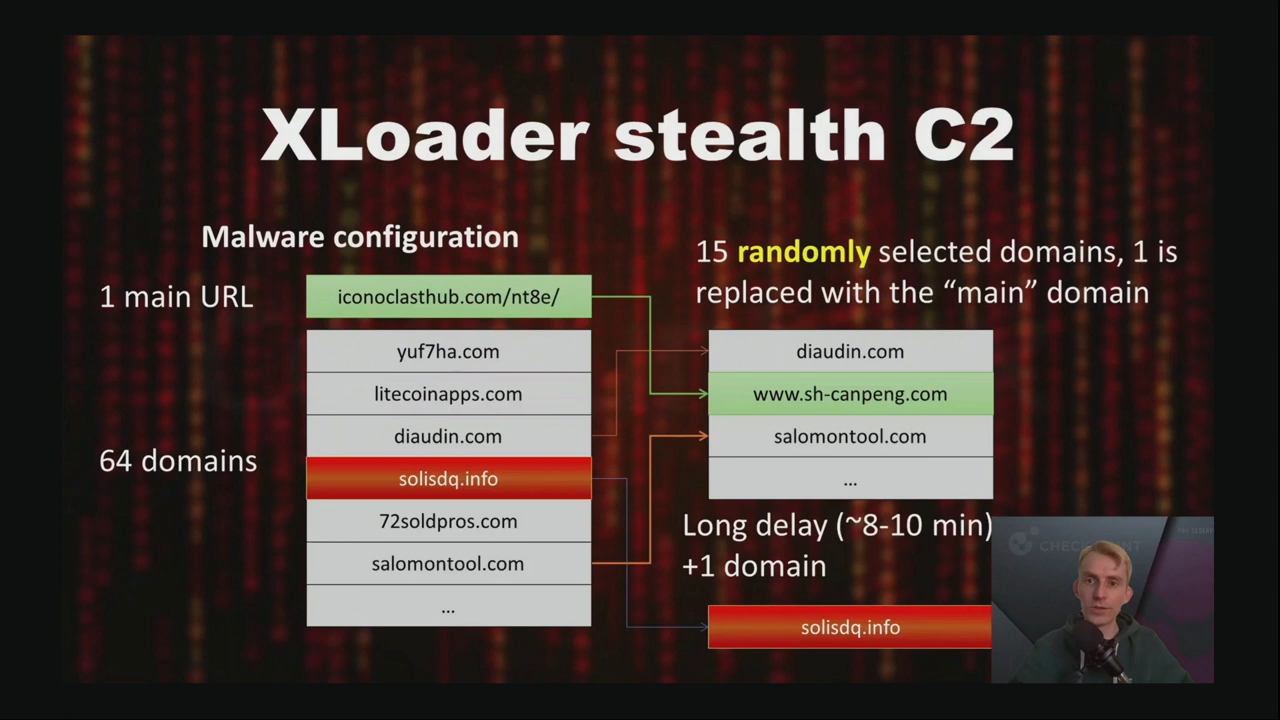 XLoader stealth C2
Malware configuration
1 main URL
iconoclasthub.com/nt8e/
64 domains
yuf7ha.com
litecoinapps.com
diaudin.com
solisdq.info
72soldpros.com
salomontool.com
...
15 randomly selected domains, 1 is
replaced with the “main” domain
diaudin.com
www.sh-canpeng.com
salomontool.com
...
Long delay (~8-10 min)
+1 domain
solisdq.info